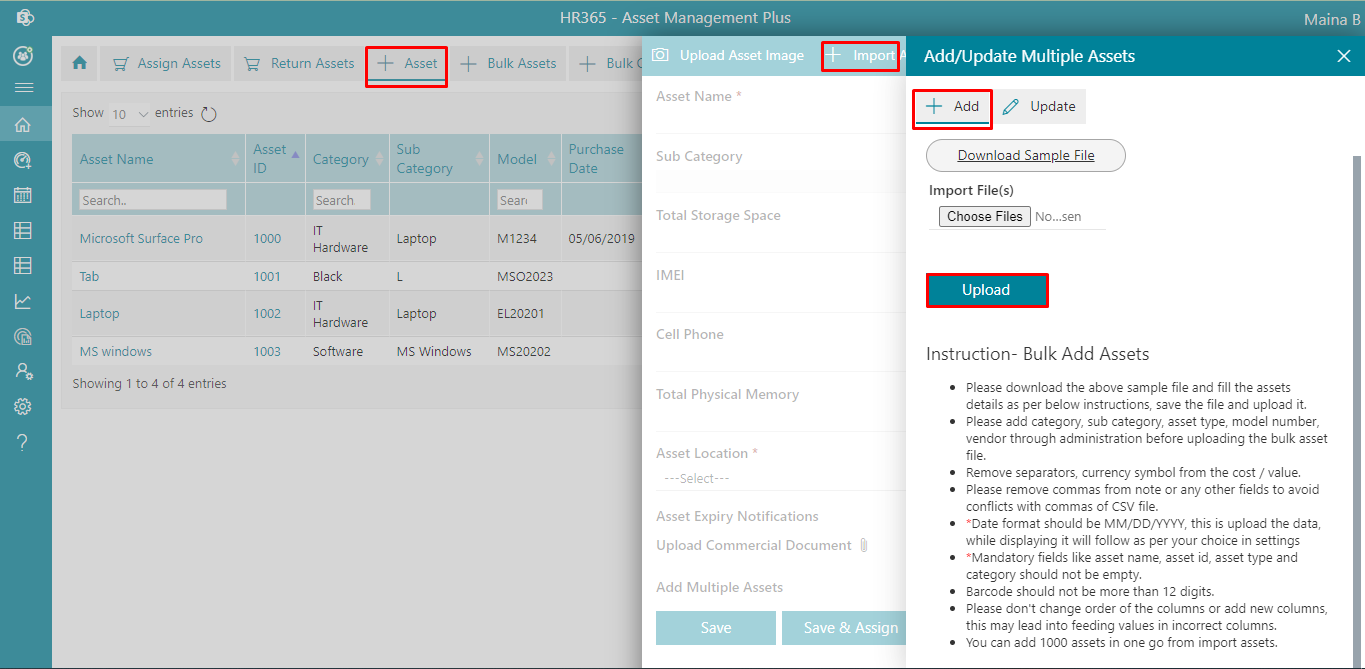 HR365 - Asset Management Plus
Maina B
Assign Assets
Return Assets
Asset
Bulk Assets
Bulk C
Show 10 entries
Asset Name
Asset ID
Category
Sub Category
Model
Purchase Date
Search..
Search
Sear
Microsoft Surface Pro 1000 IT Hardware Laptop M1234 05/06/2019
Tab 1001 Black L MSO2023
Laptop 1002 IT Hardware Laptop EL20201
MS windows 1003 Software MS Windows MS20202
Showing 1 to 4 of 4 entries
Upload Asset Image
Import A
Asset Name *
Sub Category
Total Storage Space
IMEI
Cell Phone
Total Physical Memory
Asset Location *
---Select---
Asset Expiry Notifications
Upload Commercial Document
Add Multiple Assets
Save
Save & Assign
Add/Update Multiple Assets
Add
Update
Download Sample File
Import File(s)
Choose Files No...sen
Upload
Instruction- Bulk Add Assets
• Please download the above sample file and fill the assets
details as per below instructions, save the file and upload it.
• Please add category, sub category, asset type, model number,
vendor through administration before uploading the bulk asset
file.
• Remove separators, currency symbol from the cost / value.
• Please remove commas from note or any other fields to avoid
conflicts with commas of CSV file.
• *Date format should be MM/DD/YYYY, this is upload the data,
while displaying it will follow as per your choice in settings
• *Mandatory fields like asset name, asset id, asset type and
category should not be empty.
• Barcode should not be more than 12 digits.
• Please don't change order of the columns or add new columns,
this may lead into feeding values in incorrect columns.
• You can add 1000 assets in one go from import assets.